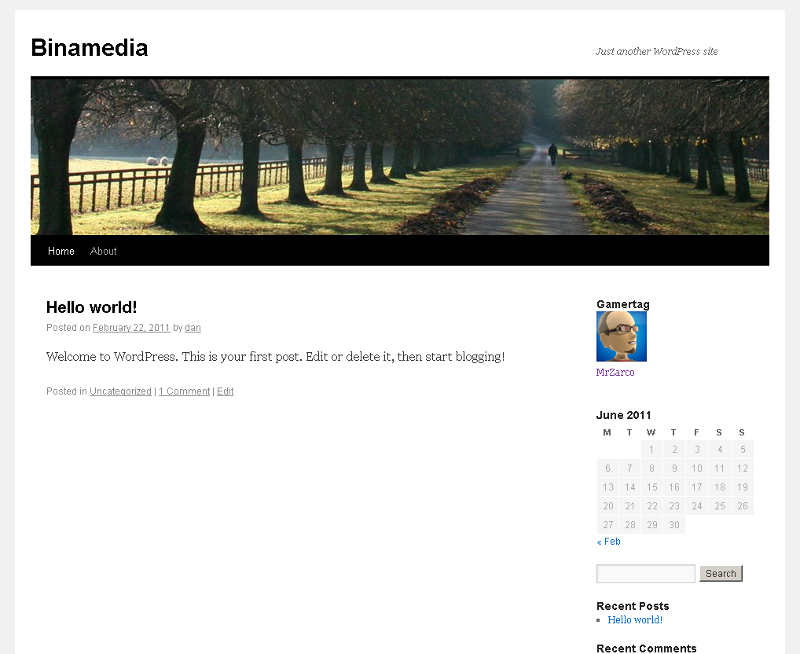 Binamedia
Just another WordPress site
Home About
Hello world!
Posted on February 22, 2011 by dan
Welcome to WordPress. This is your first post. Edit or delete it, then start blogging!
Posted in Uncategorized | 1 Comment | Edit
Gamertag
MrZarco
June 2011
M T W T F S S
1 2 3 4 5
6 7 8 9 10 11 12
13 14 15 16 17 18 19
20 21 22 23 24 25 26
27 28 29 30
« Feb
Search
Recent Posts
Hello world!
Recent Comments